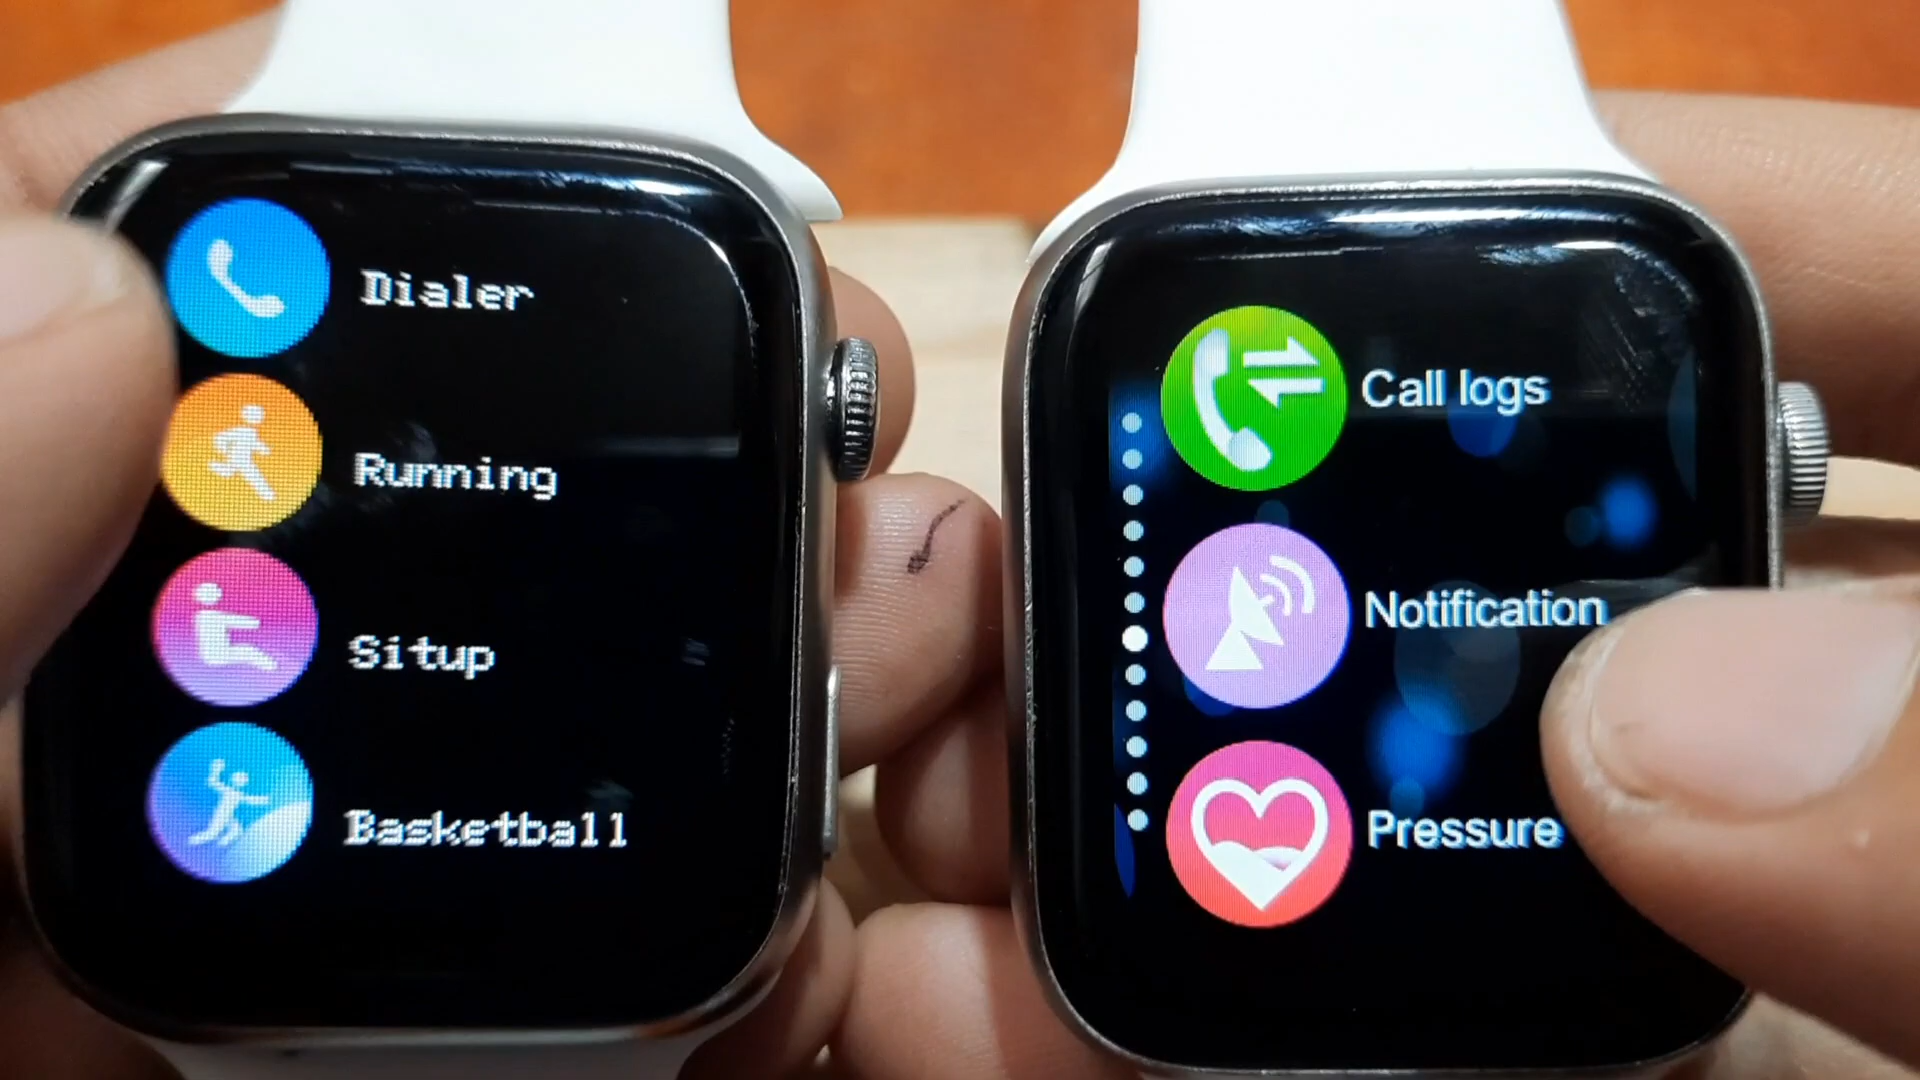 Dialer
Running
Situp
Basketball
Call logs
Notification
Pressure